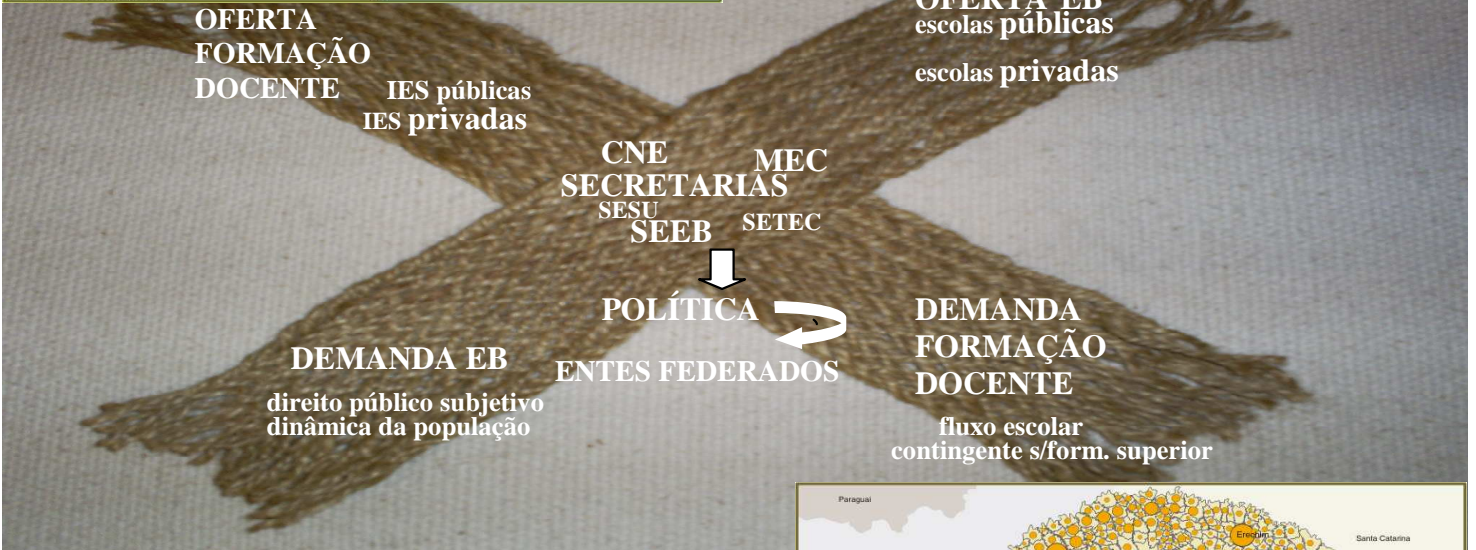 OFERTA
FORMAÇÃO
DOCENTE
IES públicas
IES privadas
OFERTA EB
escolas públicas
escolas privadas
CNE
MEC
SECRETARIAS
SESU
SETEC
SEEB
POLÍTICA
ENTES FEDERADOS
DEMANDA EB
direito público subjetivo
dinâmica da população
DEMANDA
FORMAÇÃO
DOCENTE
fluxo escolar
contingente s/form. superior
Paraguai
Erechim
Santa Catarina